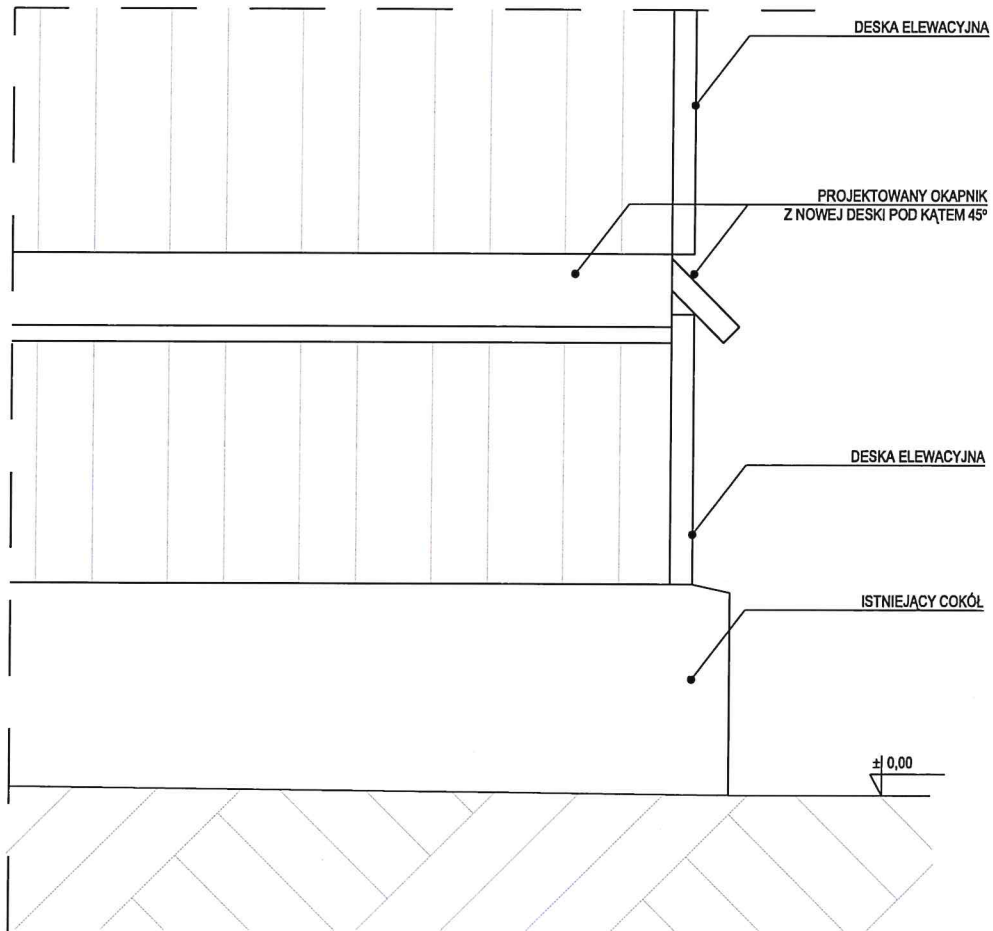 DESKA ELEWACYJNA
PROJEKTOWANY OKAPNIK
Z NOWEJ DESKI POD KĄTEM 45°
DESKA ELEWACYJNA
ISTNIEJĄCY COKÓŁ
± 0,00